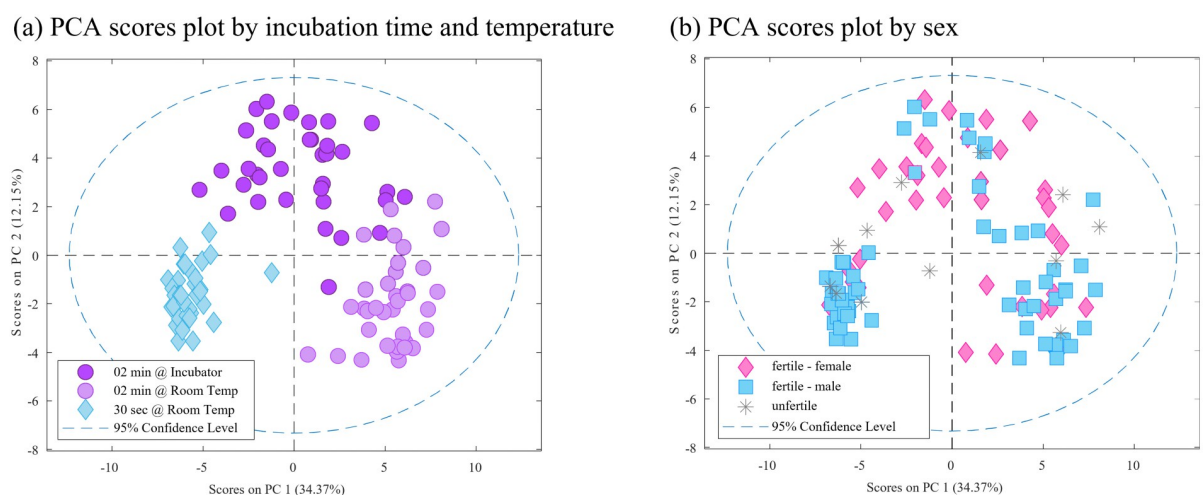 (a) PCA scores plot by incubation time and temperature
8
6
4
2
0
-2
-4
-6
-8
Scores on PC 2 (12.15%)
02 min @ Incubator
02 min @ Room Temp
30 sec @ Room Temp
95% Confidence Level
-10
-5
0
5
10
Scores on PC 1 (34.37%)
(b) PCA scores plot by sex
8
6
4
2
0
-2
-4
-6
-8
Scores on PC 2 (12.15%)
fertile - female
fertile - male
unfertile
95% Confidence Level
-10
-5
0
5
10
Scores on PC 1 (34.37%)